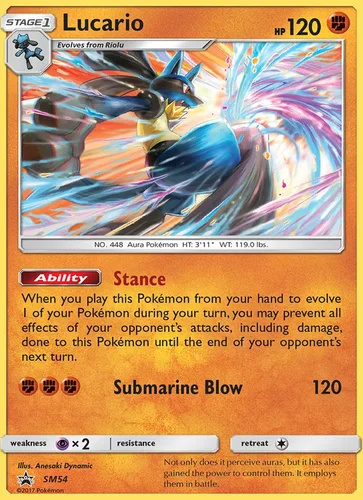 STAGE 1 Lucario HP 120
Evolves from Riolu
NO. 448 Aura Pokémon HT: 3'11" WT: 119.0 lbs.
Ability Stance
When you play this Pokémon from your hand to evolve
1 of your Pokémon during your turn, you may prevent all
effects of your opponent's attacks, including damage,
done to this Pokémon until the end of your opponent's
next turn.
Submarine Blow 120
weakness ×2 resistance retreat
Illus. Anesaki Dynamic
SM54
©2017 Pokémon
Not only does it perceive auras, but it has also
gained the power to control them. It employs
them in battle.